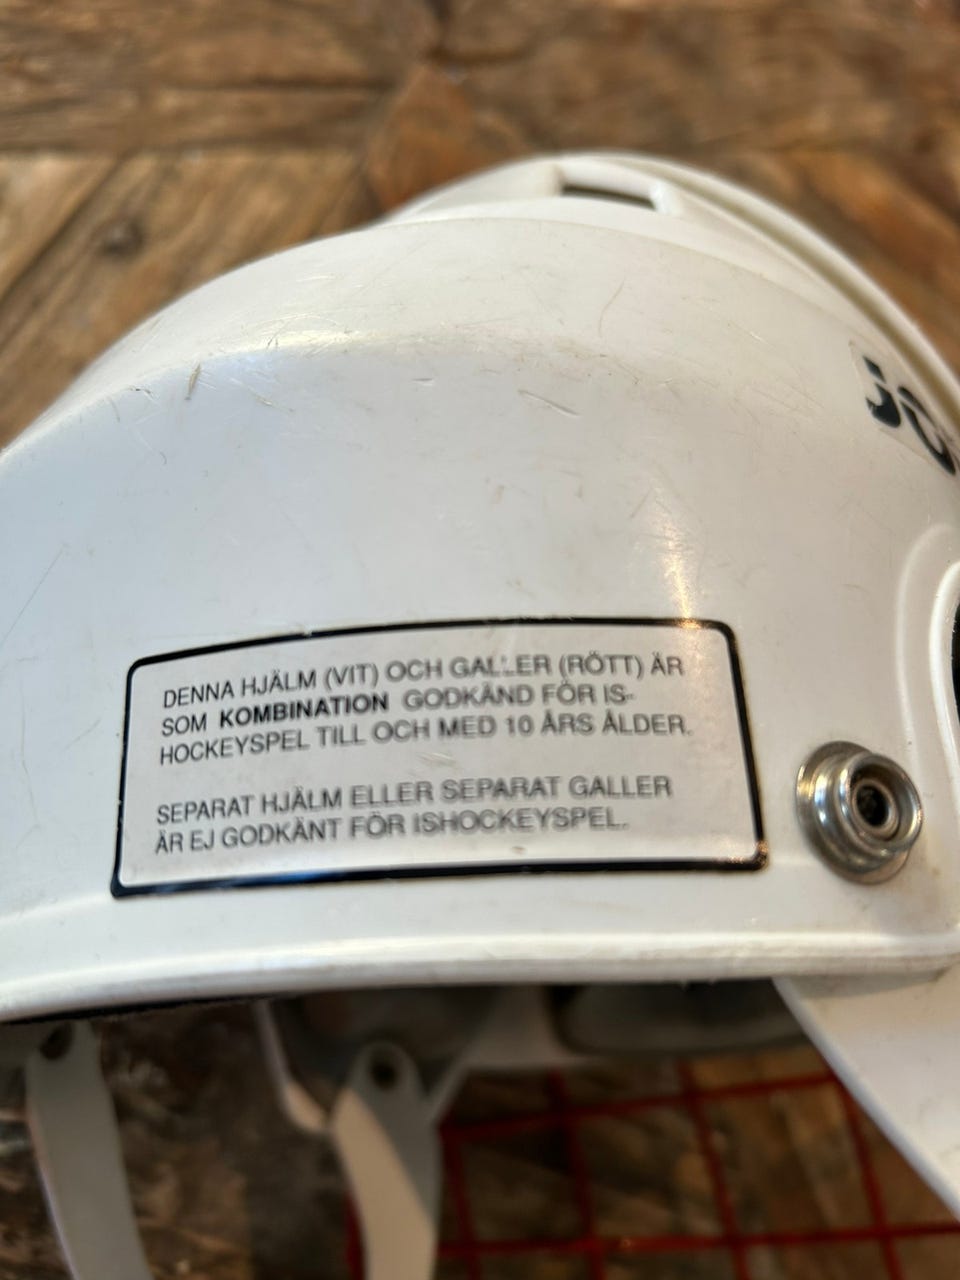 DENNA HJÄLM (VIT) OCH GALLER (RÖTT) ÄR
SOM KOMBINATION GODKÄND FÖR IS-
HOCKEYSPEL TILL OCH MED 10 ÅRS ÅLDER.
SEPARAT HJÄLM ELLER SEPARAT GALLER
ÄR EJ GODKÄNT FÖR ISHOCKEYSPEL.